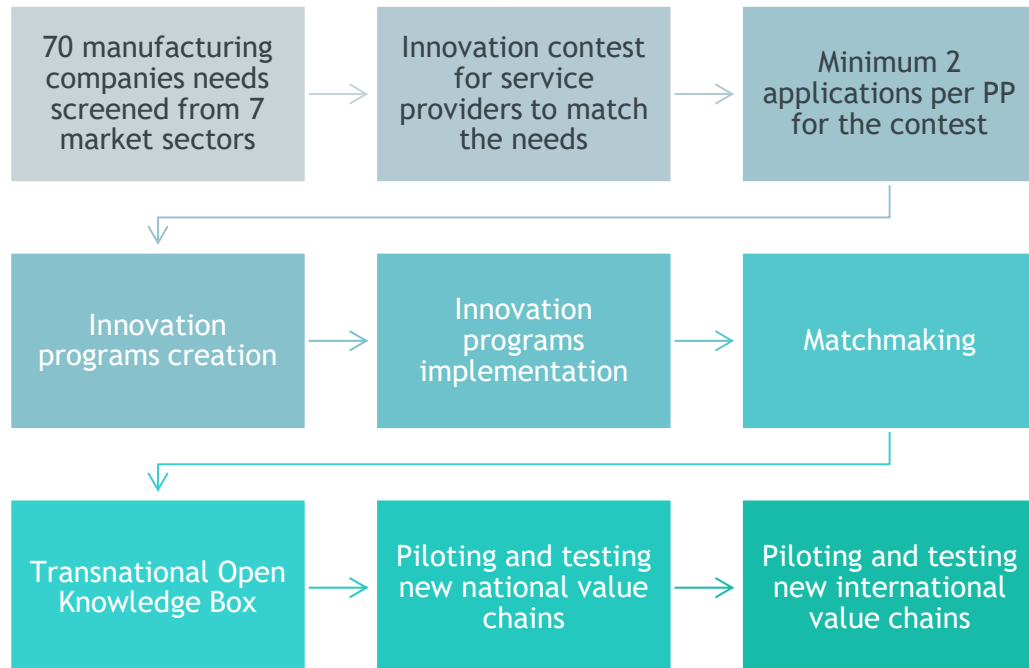 70 manufacturing
companies needs
screened from 7
market sectors
Innovation contest
for service
providers to match
the needs
Minimum 2
applications per PP
for the contest
Innovation
programs creation
Innovation
programs
implementation
Matchmaking
Transnational Open
Knowledge Box
Piloting and testing
new national value
chains
Piloting and testing
new international
value chains